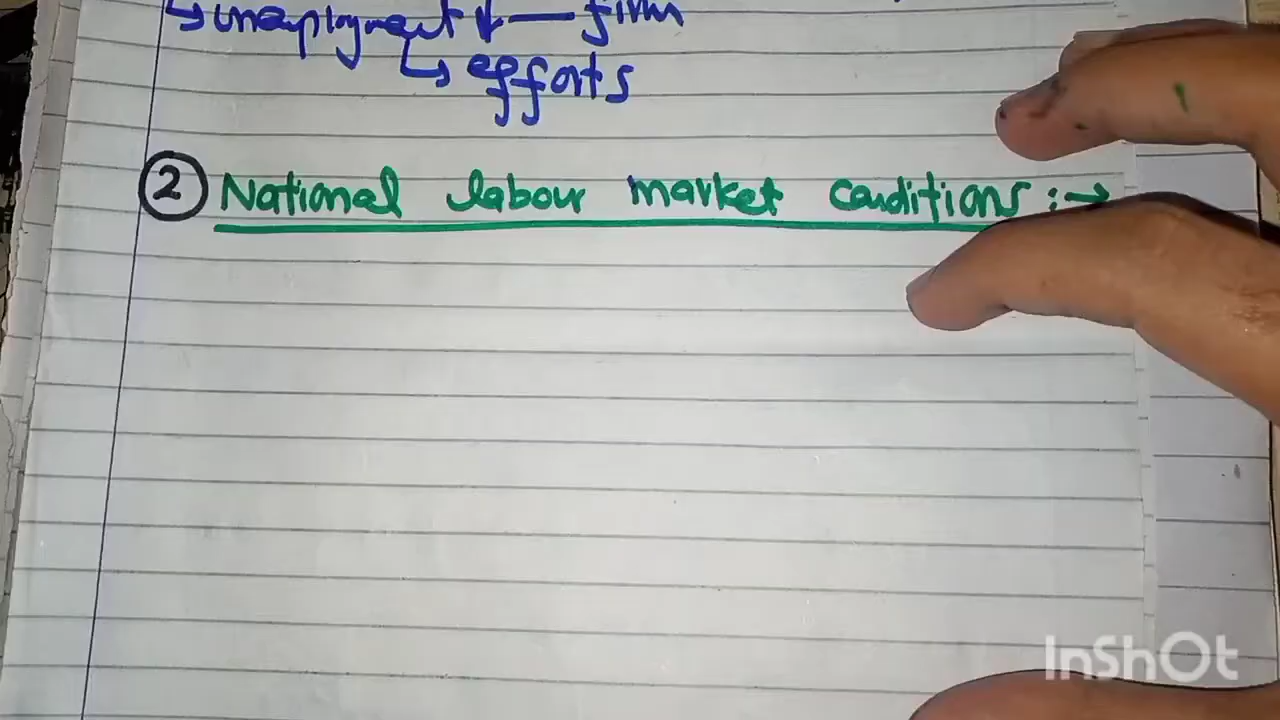 ↳ unemployment ↓ — firm
↳ efforts
② National labour market conditions :→
InShOt